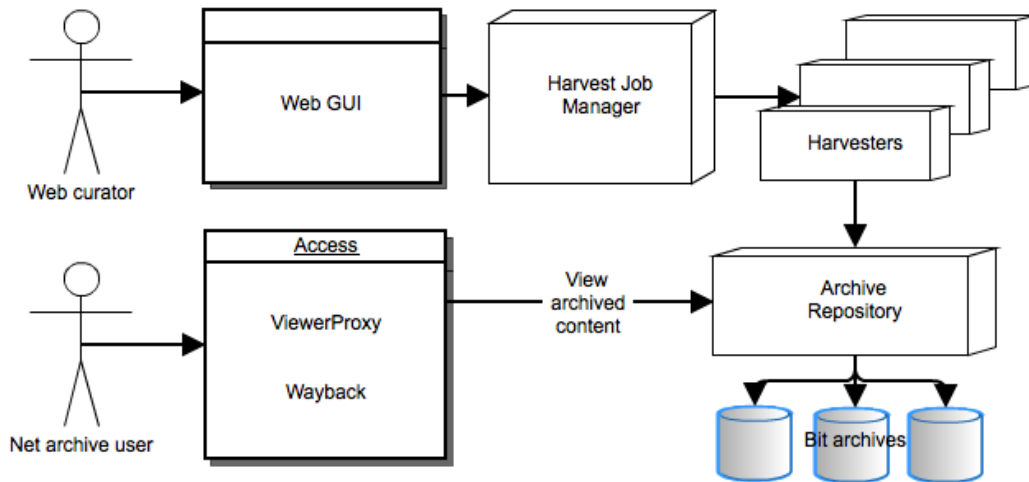 Web GUI
Harvest Job
Manager
Harvesters
Web curator
Access
ViewerProxy
Wayback
View
archived
content
Archive
Repository
Net archive user
Bit archives